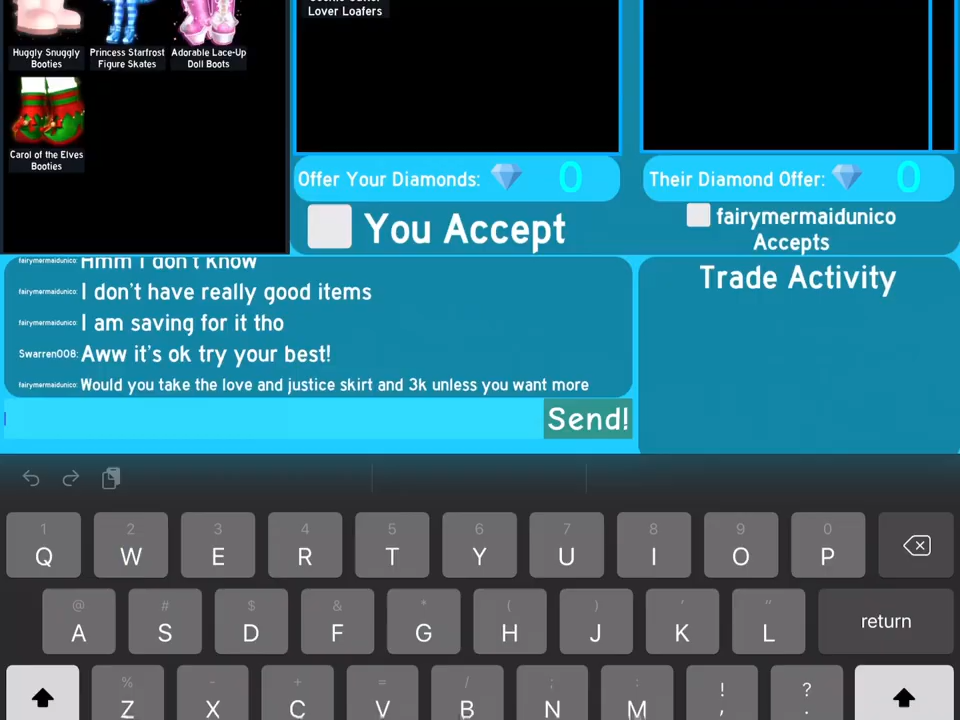 Lover Loafers
Huggly Snuggly
Booties
Princess Starfrost
Figure Skates
Adorable Lace-Up
Doll Boots
Carol of the Elves
Booties
Offer Your Diamonds: 0
Their Diamond Offer: 0
You Accept
fairymermaidunico
Accepts
fairymermaidunico: Hmm I don't know
fairymermaidunico: I don't have really good items
fairymermaidunico: I am saving for it tho
Swarren008: Aww it's ok try your best!
fairymermaidunico: Would you take the love and justice skirt and 3k unless you want more
Send!
Trade Activity
1 2 3 4 5 6 7 8 9 0
Q W E R T Y U I O P
@ # $ & * ( ) ' "
A S D F G H J K L return
% - + = / ; : ! ?
Z X C V B N M , .